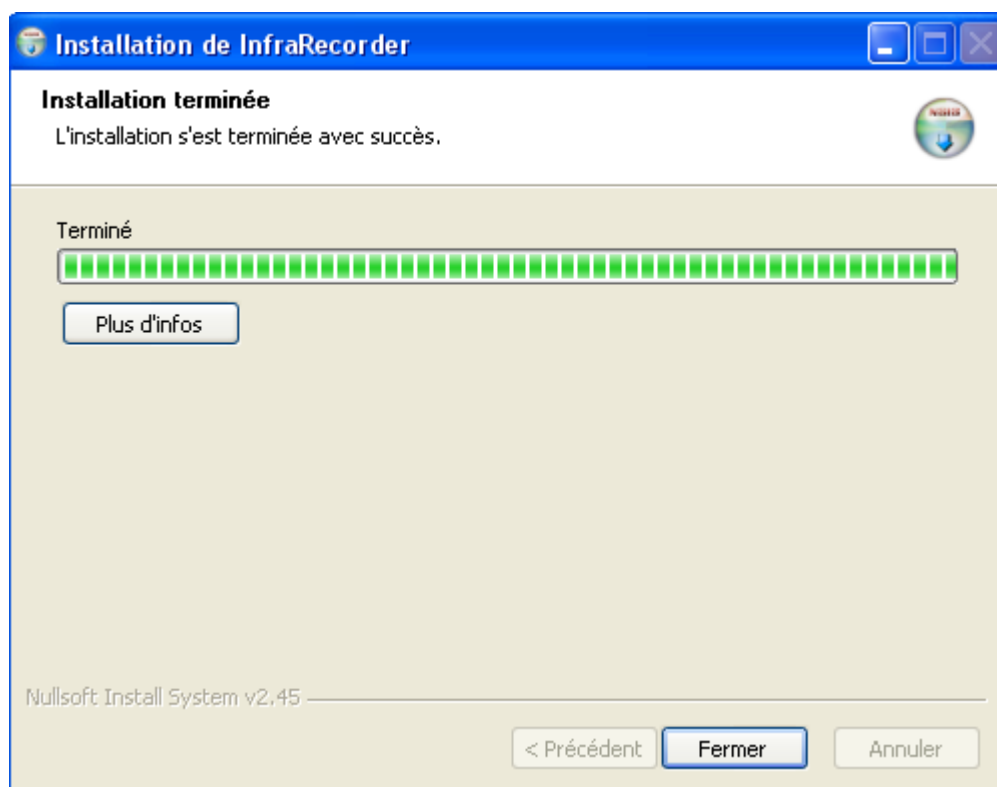 Installation de InfraRecorder
Installation terminée
L'installation s'est terminée avec succès.
Terminé
Plus d'infos
Nullsoft Install System v2.45
< Précédent
Fermer
Annuler